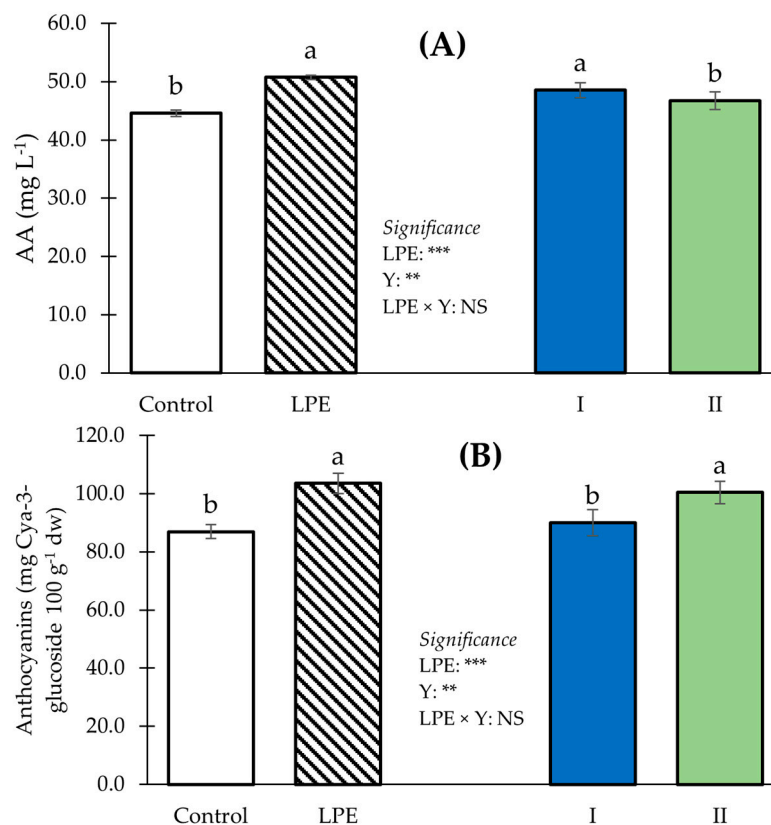 (A)
AA (mg L⁻¹)
60.0
50.0
40.0
30.0
20.0
10.0
0.0
b
a
a
b
Significance
LPE: ***
Y: **
LPE × Y: NS
Control LPE I II
(B)
Anthocyanins (mg Cya-3-
glucoside 100 g⁻¹ dw)
120.0
100.0
80.0
60.0
40.0
20.0
0.0
b
a
b
a
Significance
LPE: ***
Y: **
LPE × Y: NS
Control LPE I II